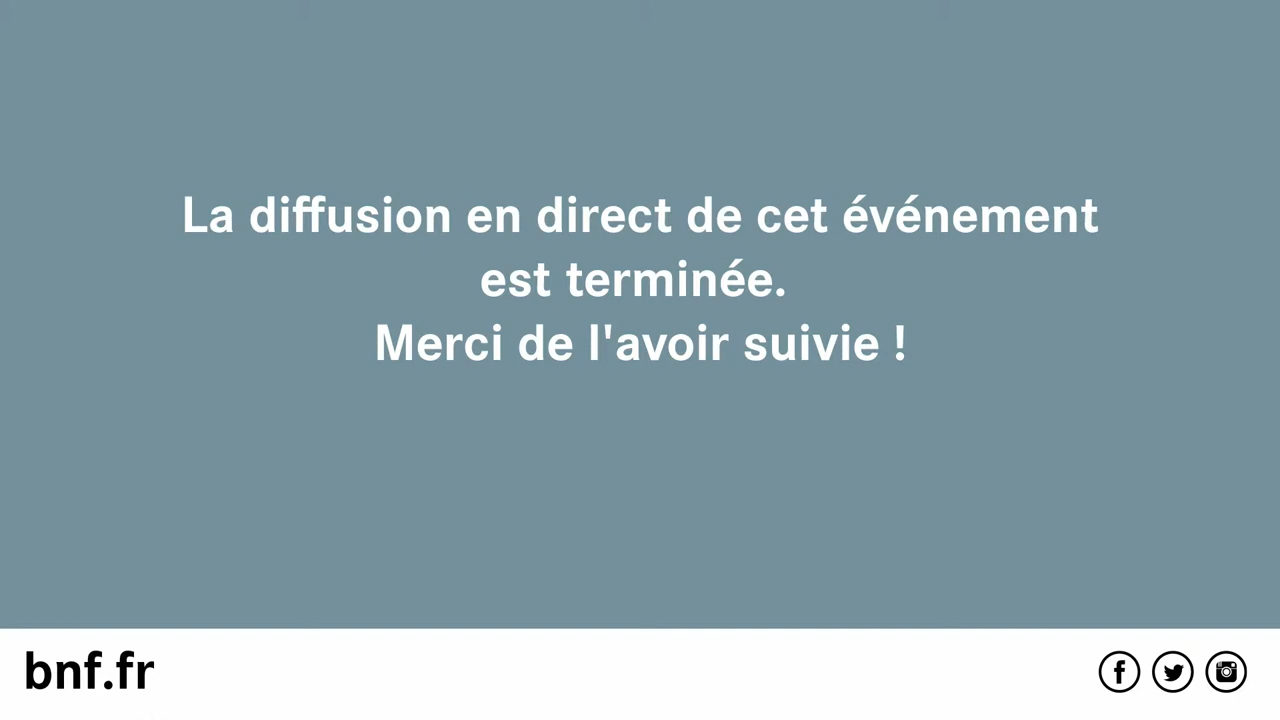 La diffusion en direct de cet événement
est terminée.
Merci de l'avoir suivie !
bnf.fr